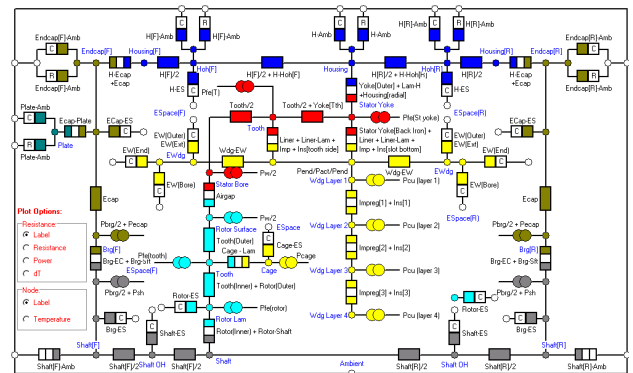 H[F]-Amb
H-Amb
H[R]-Amb
Endcap[F]-Amb
Endcap[F]
Housing[F]
Hoh[F]
Housing
Hoh[R]
Housing[R]
Endcap[R]
Endcap[R]-Amb
H-Ecap
+Ecap
H[F]/2
H[F]/2 + H-Hoh[F]
H[R]/2 + H-Hoh[R]
H[R]/2
H-Ecap
+Ecap
H-ES
Pfe(T)
Yoke[Outer] + Lam-H
+Housing[radial]
H-ES
Plate-Amb
ESpace(F)
Tooth/2
Tooth/2 + Yoke[Tth]
Stator Yoke
Pfe(St yoke)
ESpace(R)
Ecap-Plate
ECap-ES
EW[Outer]
EW[Ext]
Tooth
Liner + Liner-Lam +
Imp + Ins[tooth side]
Stator Yoke[Back Iron] +
Liner + Liner-Lam +
Imp + Ins[slot bottom]
EW[Outer]
EW[Ext]
ECap-ES
Plate
Plate-Amb
EW[End]
EWdg
Wdg-EW
EWdg
EW[End]
Pend/Pact/Pend
EW[Bore]
Stator Bore
Pw/2
Wdg Layer 1
Pcu (layer 1)
EW[Bore]
Ecap
Airgap
Impreg[1] + Ins[1]
Ecap
Plot Options:
Resistance:
Label
Resistance
Power
dT
Node:
Label
Temperature
Pw/2
ESpace
ESpace(R)
Pbrg/2 + Pecap
Rotor Surface
Wdg Layer 2
Pcu (layer 2)
Pbrg/2 + Pecap
Brg[F]
Tooth[Outer]
Cage-ES
Impreg[2] + Ins[2]
Brg[R]
Brg-EC + Brg-Sft
Pfe(tooth)
Cage - Lam
Pcage
Brg-EC + Brg-Sft
ESpace(F)
Tooth
Cage
Wdg Layer 3
Pcu (layer 3)
Pbrg/2 + Psh
Tooth[Inner] + Rotor[Outer]
Impreg[3] + Ins[3]
Pbrg/2 + Psh
Rotor-ES
Pfe(rotor)
Rotor-ES
Brg-ES
Rotor Lam
Wdg Layer 4
Pcu (layer 4)
Brg-ES
Shaft-ES
Rotor[Inner] + Rotor-Shaft
Shaft-ES
Shaft[F]
Shaft OH
Shaft
Ambient
Shaft OH
Shaft[R]
Shaft[F]-Amb
Shaft[F]/2
Shaft[F]/2
Shaft[R]/2
Shaft[R]/2
Shaft[R]-Amb